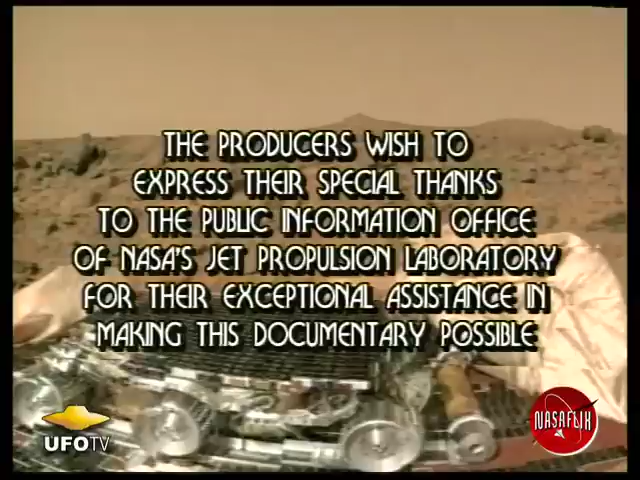 THE PRODUCERS WISH TO
EXPRESS THEIR SPECIAL THANKS
TO THE PUBLIC INFORMATION OFFICE
OF NASA'S JET PROPULSION LABORATORY
FOR THEIR EXCEPTIONAL ASSISTANCE IN
MAKING THIS DOCUMENTARY POSSIBLE
UFOTV
NASAFLIX